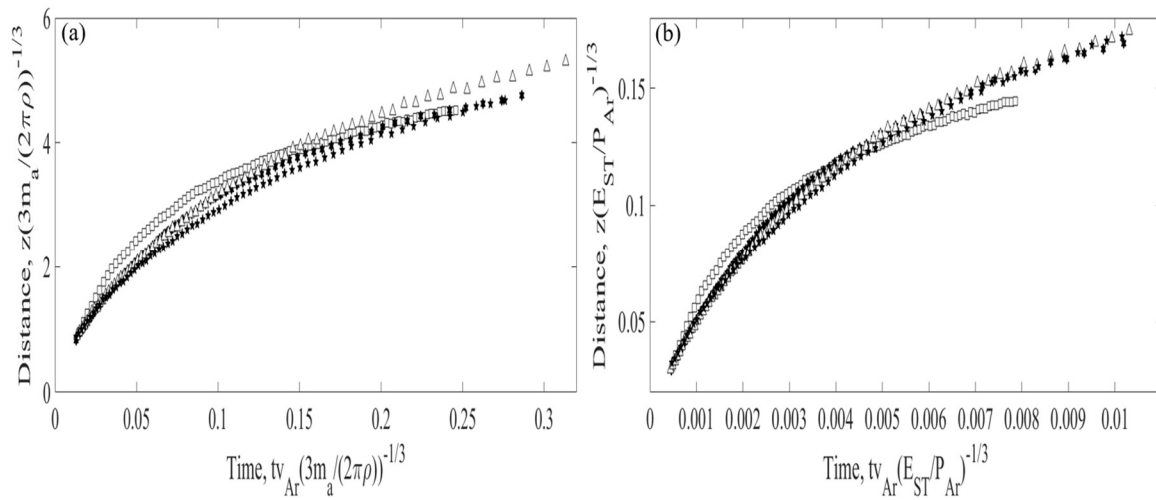 (a)
Distance, z(3m_a/(2πρ))^-1/3
6
4
2
0
0 0.05 0.1 0.15 0.2 0.25 0.3
Time, tv_Ar(3m_a/(2πρ))^-1/3
(b)
Distance, z(E_ST/P_Ar)^-1/3
0.15
0.1
0.05
0 0.001 0.002 0.003 0.004 0.005 0.006 0.007 0.008 0.009 0.01
Time, tv_Ar(E_ST/P_Ar)^-1/3